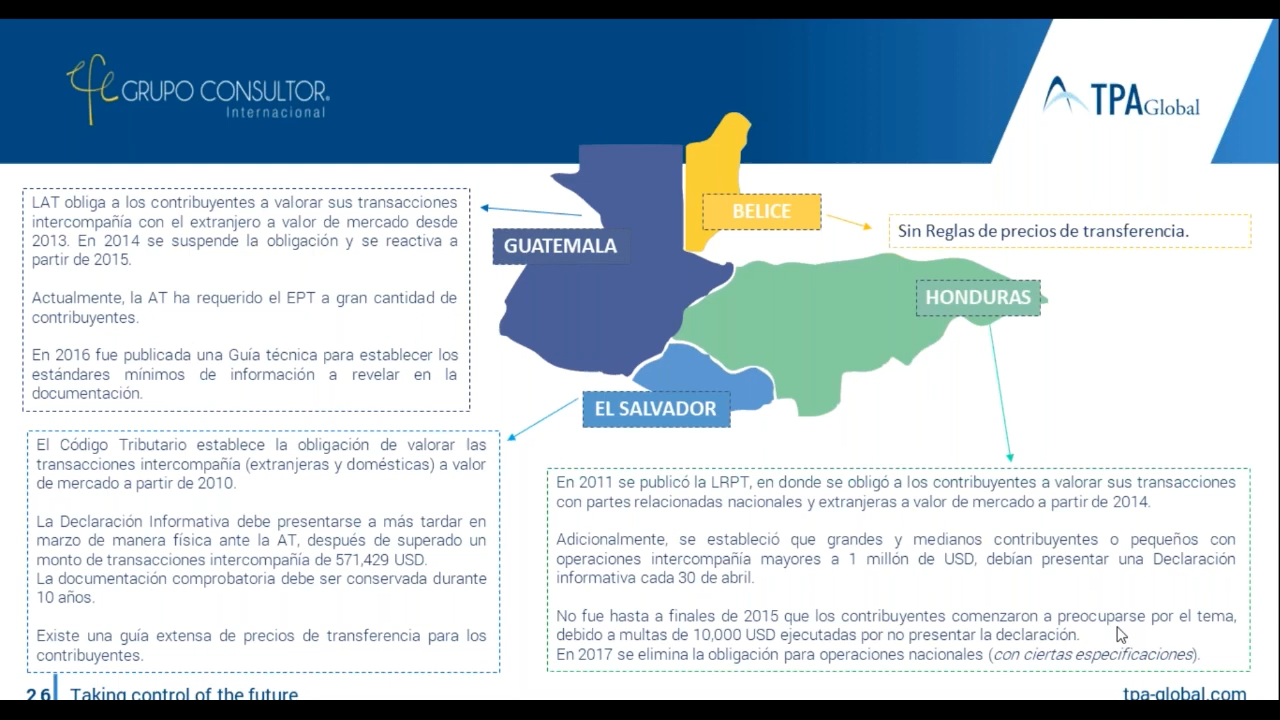 efe GRUPO CONSULTOR.
Internacional
TPA Global
LAT obliga a los contribuyentes a valorar sus transacciones
intercompañía con el extranjero a valor de mercado desde
2013. En 2014 se suspende la obligación y se reactiva a
partir de 2015.
Actualmente, la AT ha requerido el EPT a gran cantidad de
contribuyentes.
En 2016 fue publicada una Guía técnica para establecer los
estándares mínimos de información a revelar en la
documentación.
GUATEMALA
BELICE
Sin Reglas de precios de transferencia.
HONDURAS
EL SALVADOR
El Código Tributario establece la obligación de valorar las
transacciones intercompañía (extranjeras y domésticas) a valor
de mercado a partir de 2010.
La Declaración Informativa debe presentarse a más tardar en
marzo de manera física ante la AT, después de superado un
monto de transacciones intercompañía de 571,429 USD.
La documentación comprobatoria debe ser conservada durante
10 años.
Existe una guía extensa de precios de transferencia para los
contribuyentes.
En 2011 se publicó la LRPT, en donde se obligó a los contribuyentes a valorar sus transacciones
con partes relacionadas nacionales y extranjeras a valor de mercado a partir de 2014.
Adicionalmente, se estableció que grandes y medianos contribuyentes o pequeños con
operaciones intercompañía mayores a 1 millón de USD, debían presentar una Declaración
informativa cada 30 de abril.
No fue hasta a finales de 2015 que los contribuyentes comenzaron a preocuparse por el tema,
debido a multas de 10,000 USD ejecutadas por no presentar la declaración.
En 2017 se elimina la obligación para operaciones nacionales (con ciertas especificaciones).
26 Taking control of the future
tpa-global.com